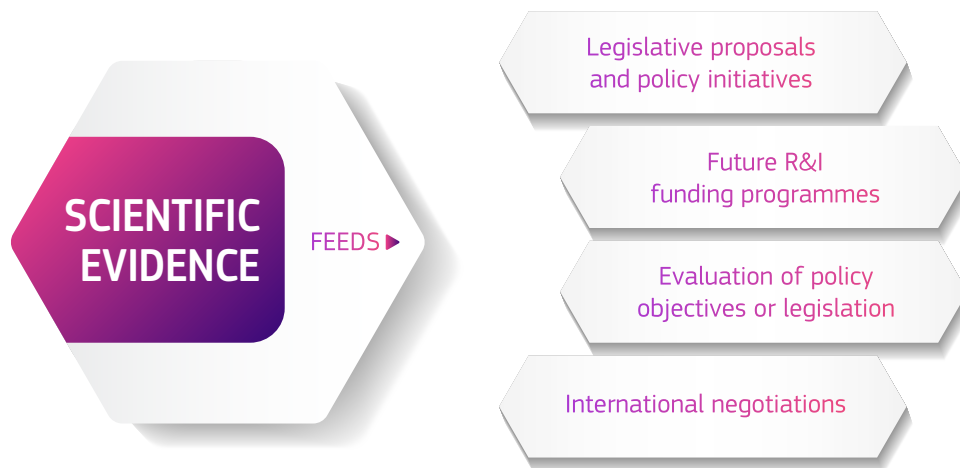 SCIENTIFIC
EVIDENCE
FEEDS
Legislative proposals
and policy initiatives
Future R&I
funding programmes
Evaluation of policy
objectives or legislation
International negotiations